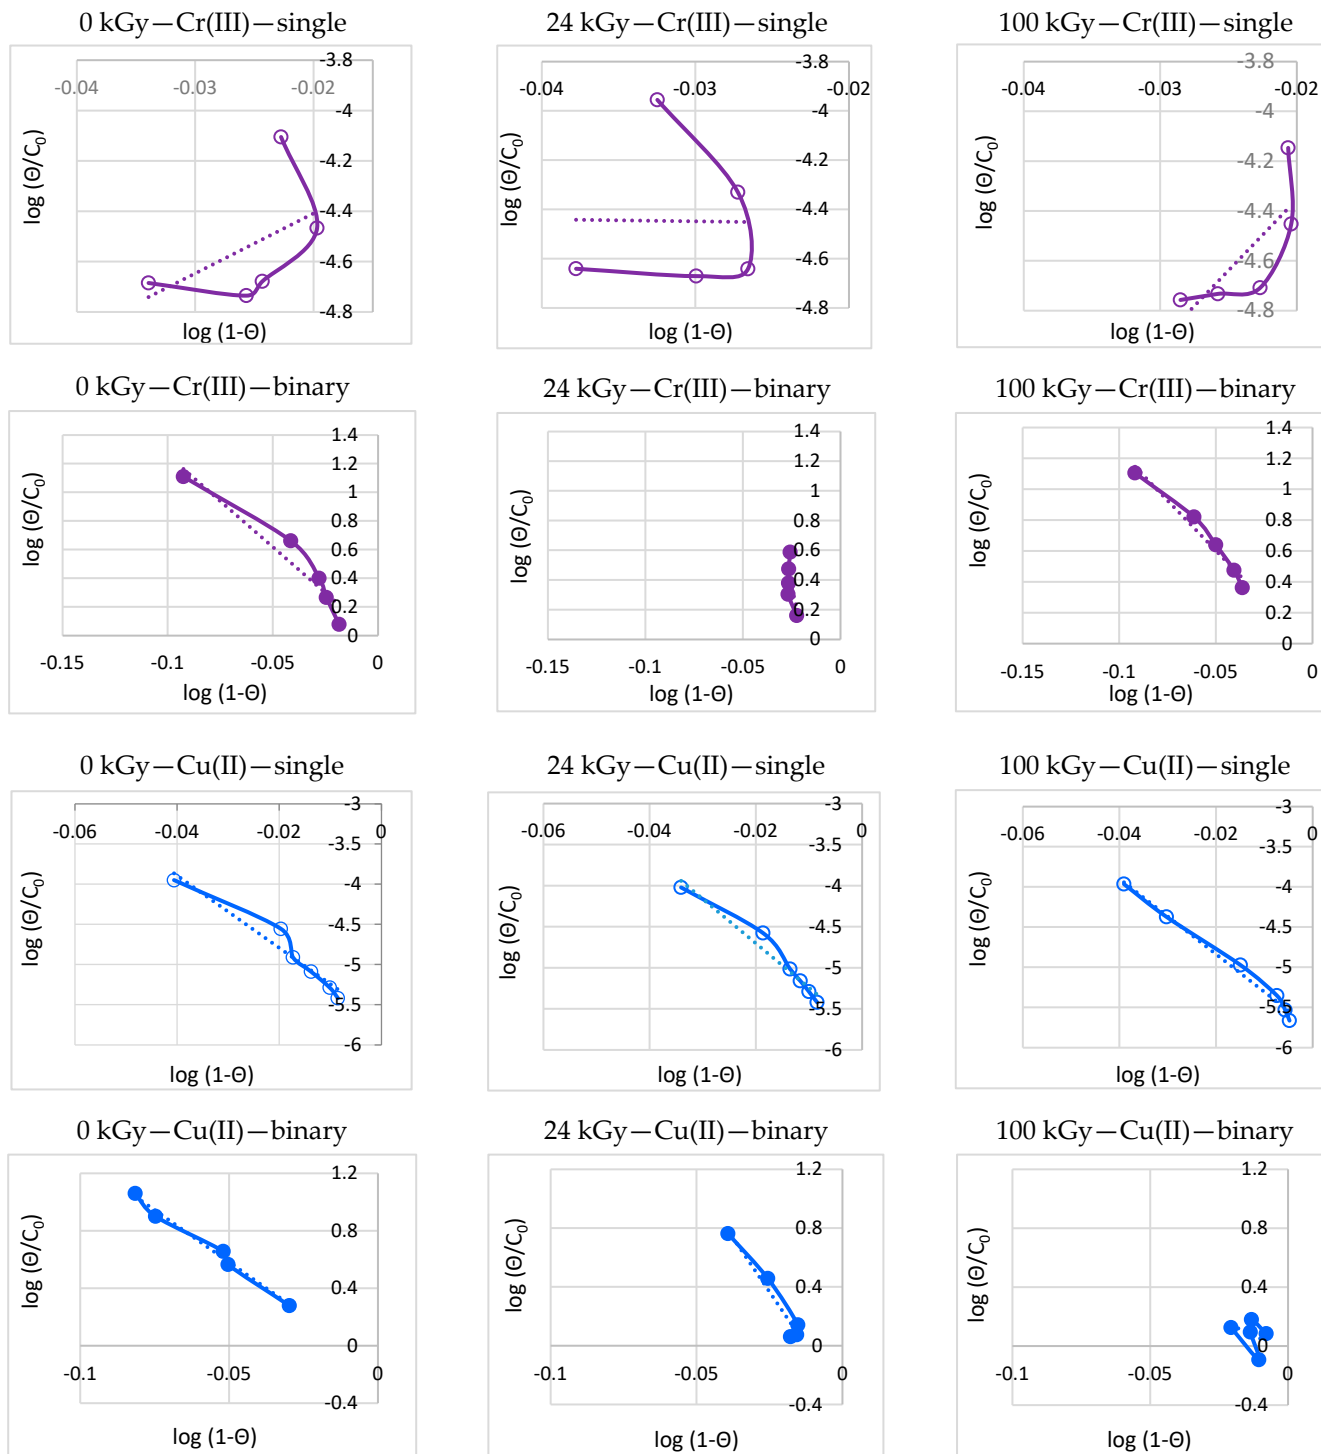 0 kGy—Cr(III)—single
24 kGy—Cr(III)—single
100 kGy—Cr(III)—single
-0.04 -0.03 -0.02
-3.8
-4
-4.2
-4.4
-4.6
-4.8
log (Θ/C₀)
log (1-Θ)
-0.04 -0.03 -0.02
-3.8
-4
-4.2
-4.4
-4.6
-4.8
log (Θ/C₀)
log (1-Θ)
-0.04 -0.03 -0.02
-3.8
-4
-4.2
-4.4
-4.6
-4.8
log (Θ/C₀)
log (1-Θ)
0 kGy—Cr(III)—binary
24 kGy—Cr(III)—binary
100 kGy—Cr(III)—binary
1.4
1.2
1
0.8
0.6
0.4
0.2
0
-0.15 -0.1 -0.05 0
log (Θ/C₀)
log (1-Θ)
1.4
1.2
1
0.8
0.6
0.4
0.2
0
-0.15 -0.1 -0.05 0
log (Θ/C₀)
log (1-Θ)
1.4
1.2
1
0.8
0.6
0.4
0.2
0
-0.15 -0.1 -0.05 0
log (Θ/C₀)
log (1-Θ)
0 kGy—Cu(II)—single
24 kGy—Cu(II)—single
100 kGy—Cu(II)—single
-0.06 -0.04 -0.02 0
-3
-3.5
-4
-4.5
-5
-5.5
-6
log (Θ/C₀)
log (1-Θ)
-0.06 -0.04 -0.02 0
-3
-3.5
-4
-4.5
-5
-5.5
-6
log (Θ/C₀)
log (1-Θ)
-0.06 -0.04 -0.02 0
-3
-3.5
-4
-4.5
-5
-5.5
-6
log (Θ/C₀)
log (1-Θ)
0 kGy—Cu(II)—binary
24 kGy—Cu(II)—binary
100 kGy—Cu(II)—binary
1.2
0.8
0.4
0
-0.4
-0.1 -0.05 0
log (Θ/C₀)
log (1-Θ)
1.2
0.8
0.4
0
-0.4
-0.1 -0.05 0
log (Θ/C₀)
log (1-Θ)
1.2
0.8
0.4
0
-0.4
-0.1 -0.05 0
log (Θ/C₀)
log (1-Θ)